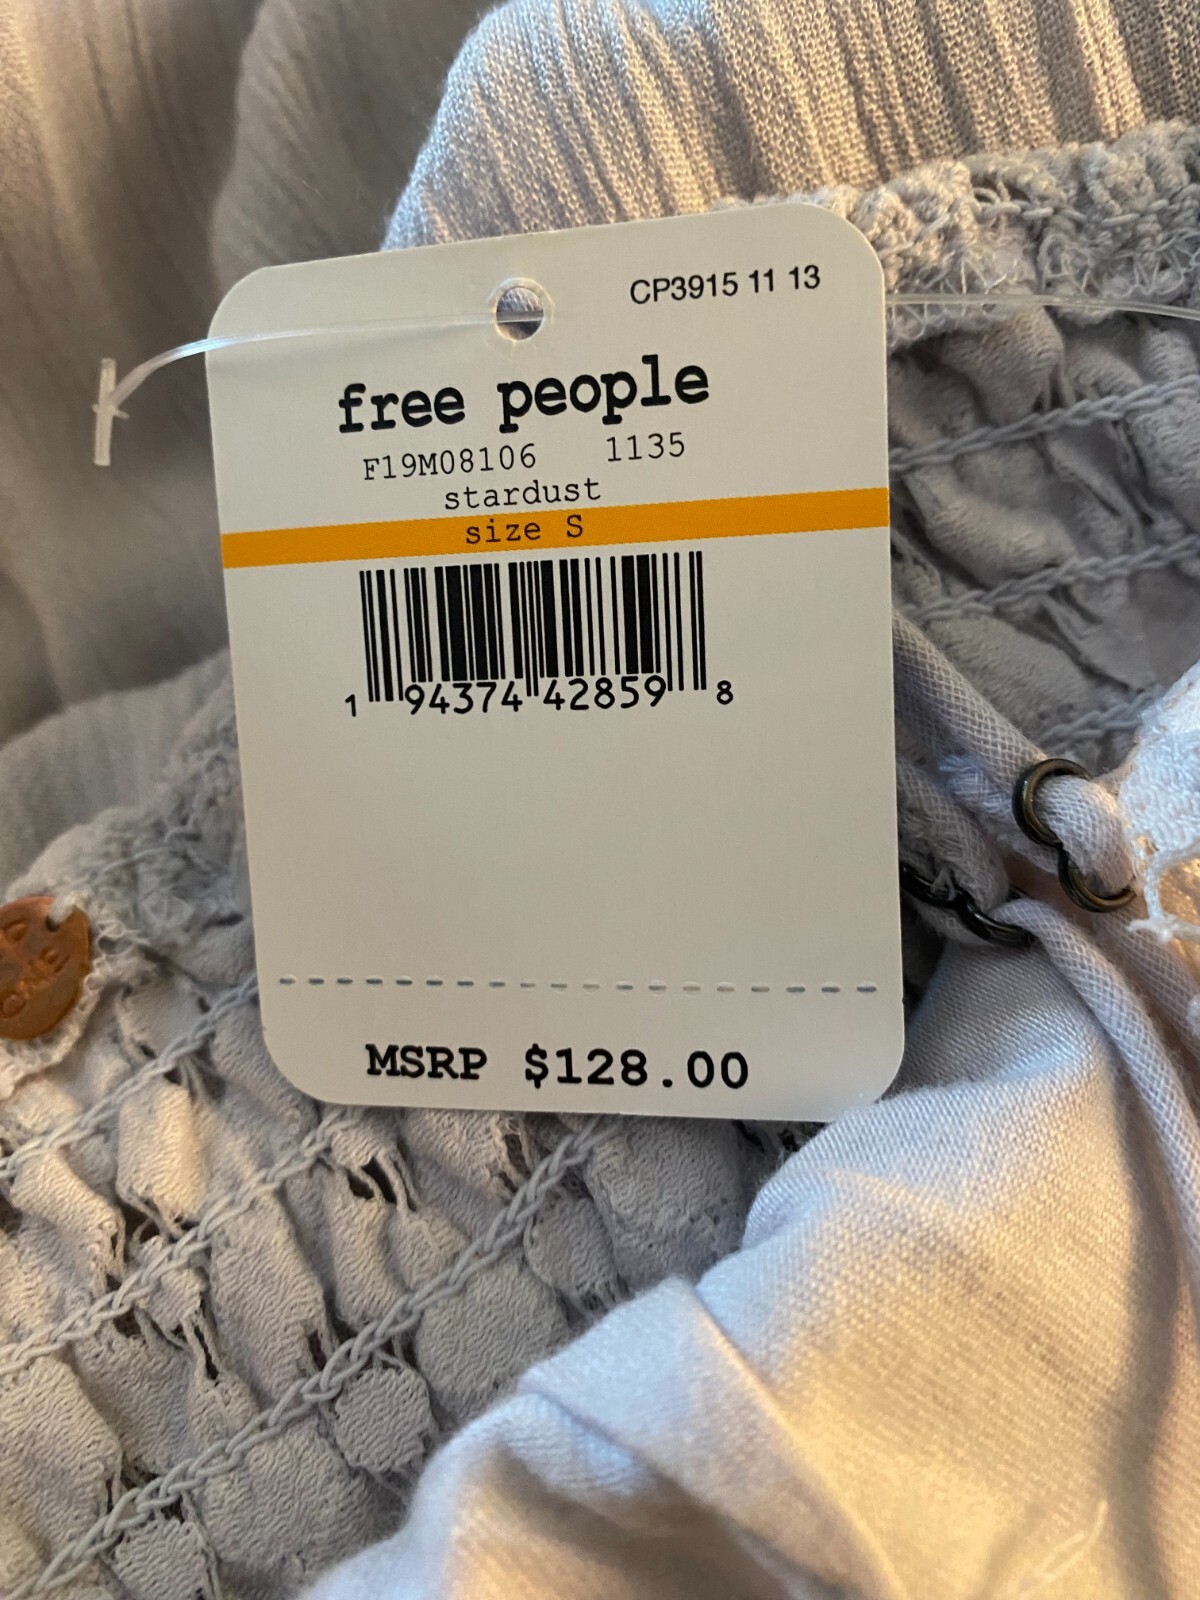 CP3915 11 13
free people
F19M08106 1135
stardust
size S
1 94374 42859 8
MSRP $128.00